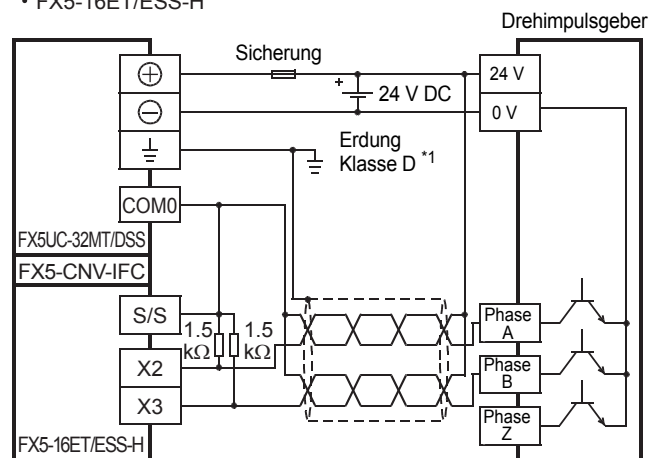 • FX5-16ET/ESS-H
Drehimpulsgeber
Sicherung
24 V
+
24 V DC
0 V
Erdung
Klasse D *1
COM0
FX5UC-32MT/DSS
FX5-CNV-IFC
S/S
1.5
kΩ
1.5
kΩ
X2
X3
Phase
A
Phase
B
Phase
Z
FX5-16ET/ESS-H